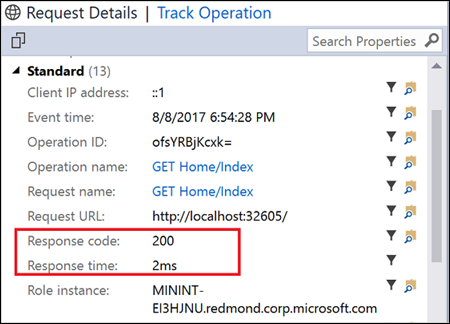 Request Details | Track Operation
Search Properties
Standard (13)
Client IP address: ::1
Event time: 8/8/2017 6:54:28 PM
Operation ID: ofsYRBjKcxk=
Operation name: GET Home/Index
Request name: GET Home/Index
Request URL: http://localhost:32605/
Response code: 200
Response time: 2ms
Role instance: MININT-
EI3HJNU.redmond.corp.microsoft.com